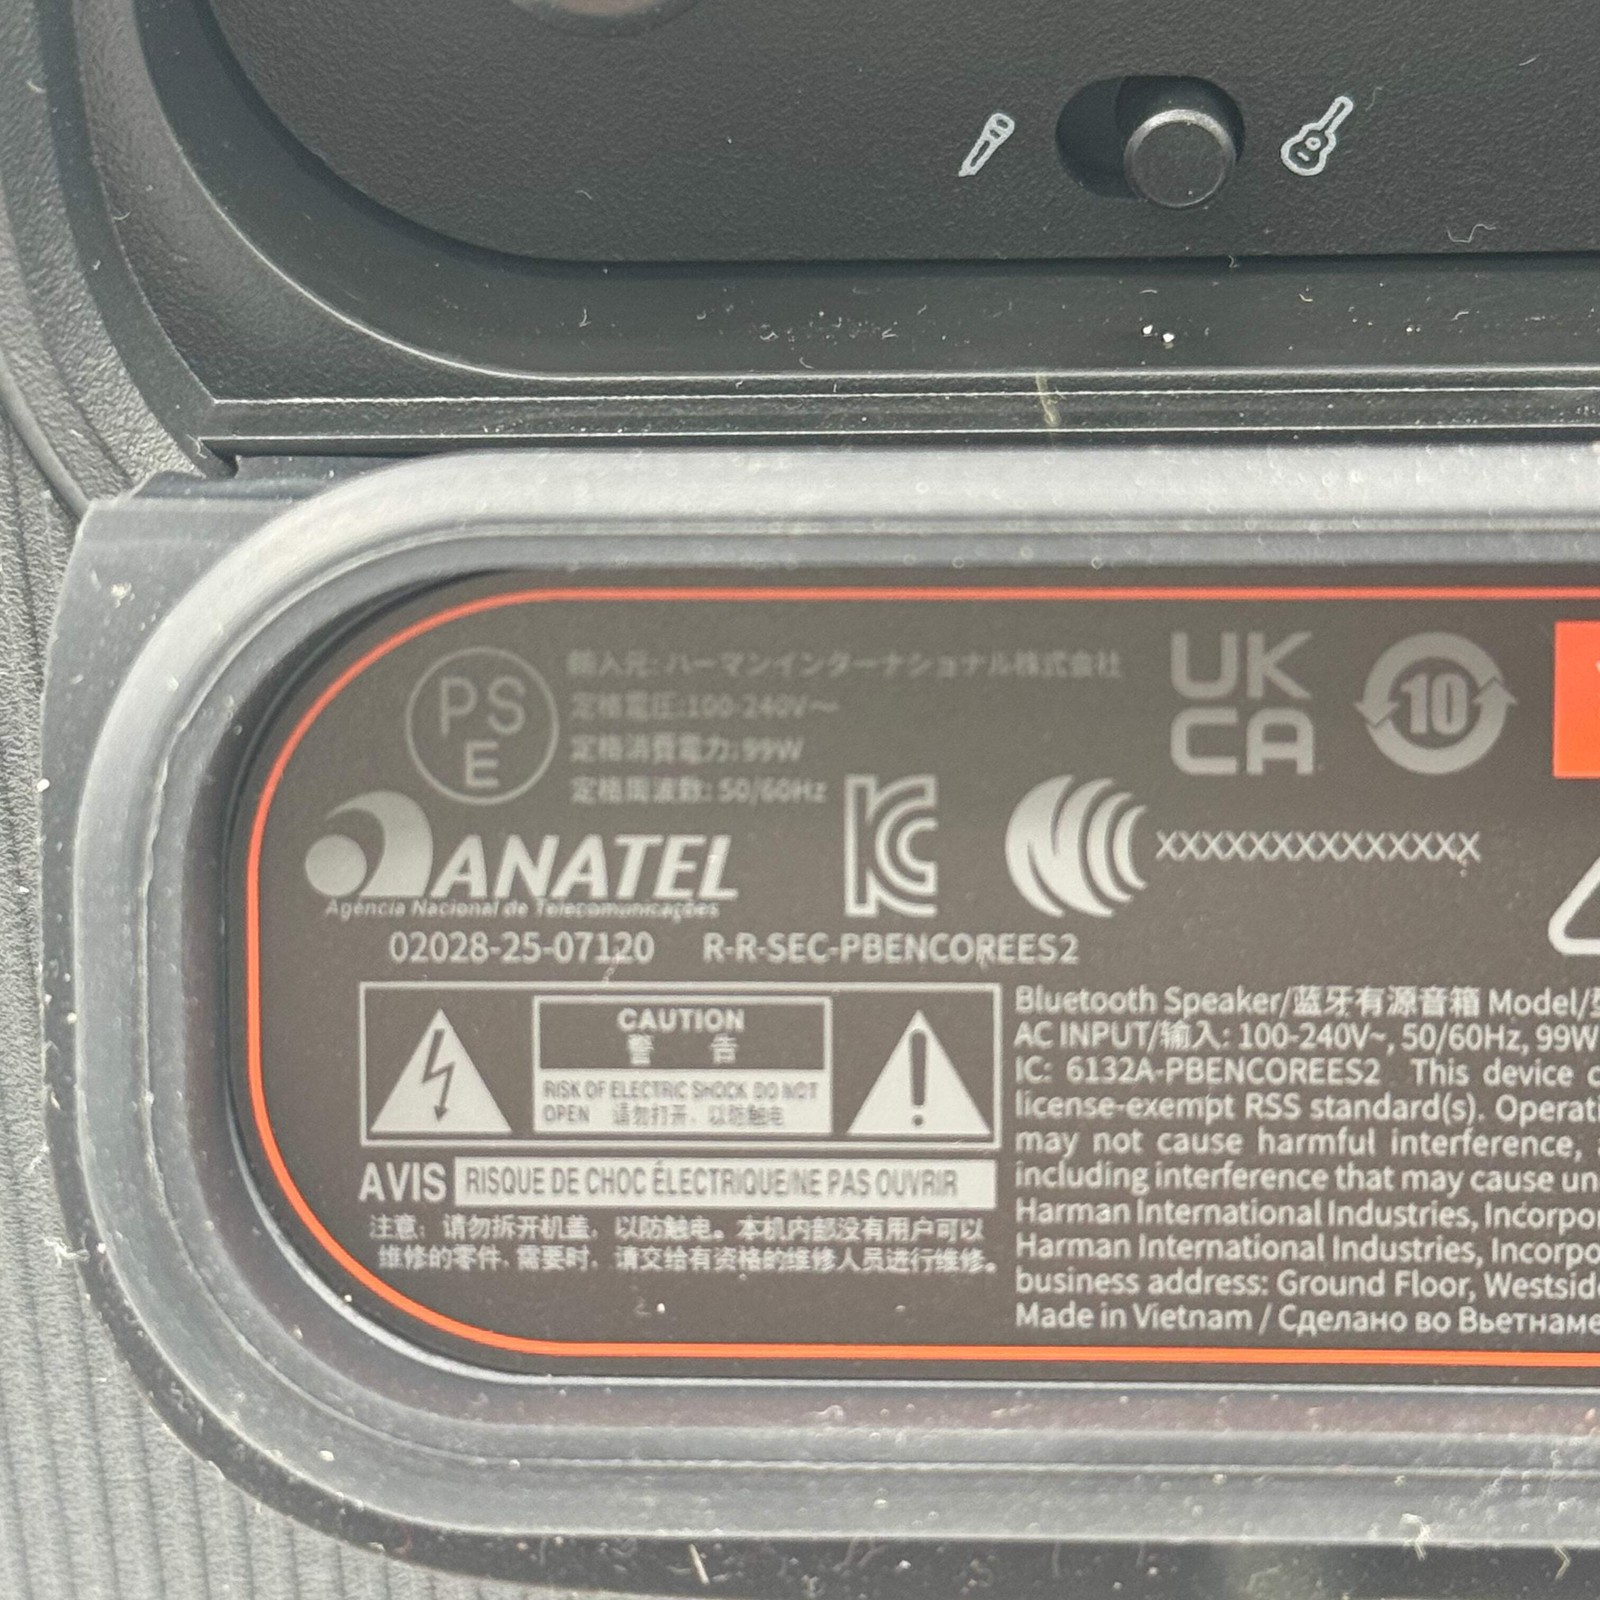 PS
E
輸入元: ハーマンインターナショナル株式会社
定格電圧:100-240V～
定格消費電力: 99W
定格周波数: 50/60Hz
UK
CA
10
ANATEL
Agência Nacional de Telecomunicações
XXXXXXXXXXXXXXX
02028-25-07120 R-R-SEC-PBENCOREES2
CAUTION
警 告
RISK OF ELECTRIC SHOCK DO NOT
OPEN 请勿打开，以防触电
AVIS RISQUE DE CHOC ÉLECTRIQUE/NE PAS OUVRIR
注意：请勿拆开机盖，以防触电。本机内部没有用户可以
维修的零件，需要时，请交给有资格的维修人员进行维修。
Bluetooth Speaker/蓝牙有源音箱 Model/
AC INPUT/输入: 100-240V~, 50/60Hz, 99W
IC: 6132A-PBENCOREES2 This device
license-exempt RSS standard(s). Operati
may not cause harmful interference,
including interference that may cause un
Harman International Industries, Incorpor
Harman International Industries, Incorpo
business address: Ground Floor, Westside
Made in Vietnam / Сделано во Вьетнаме